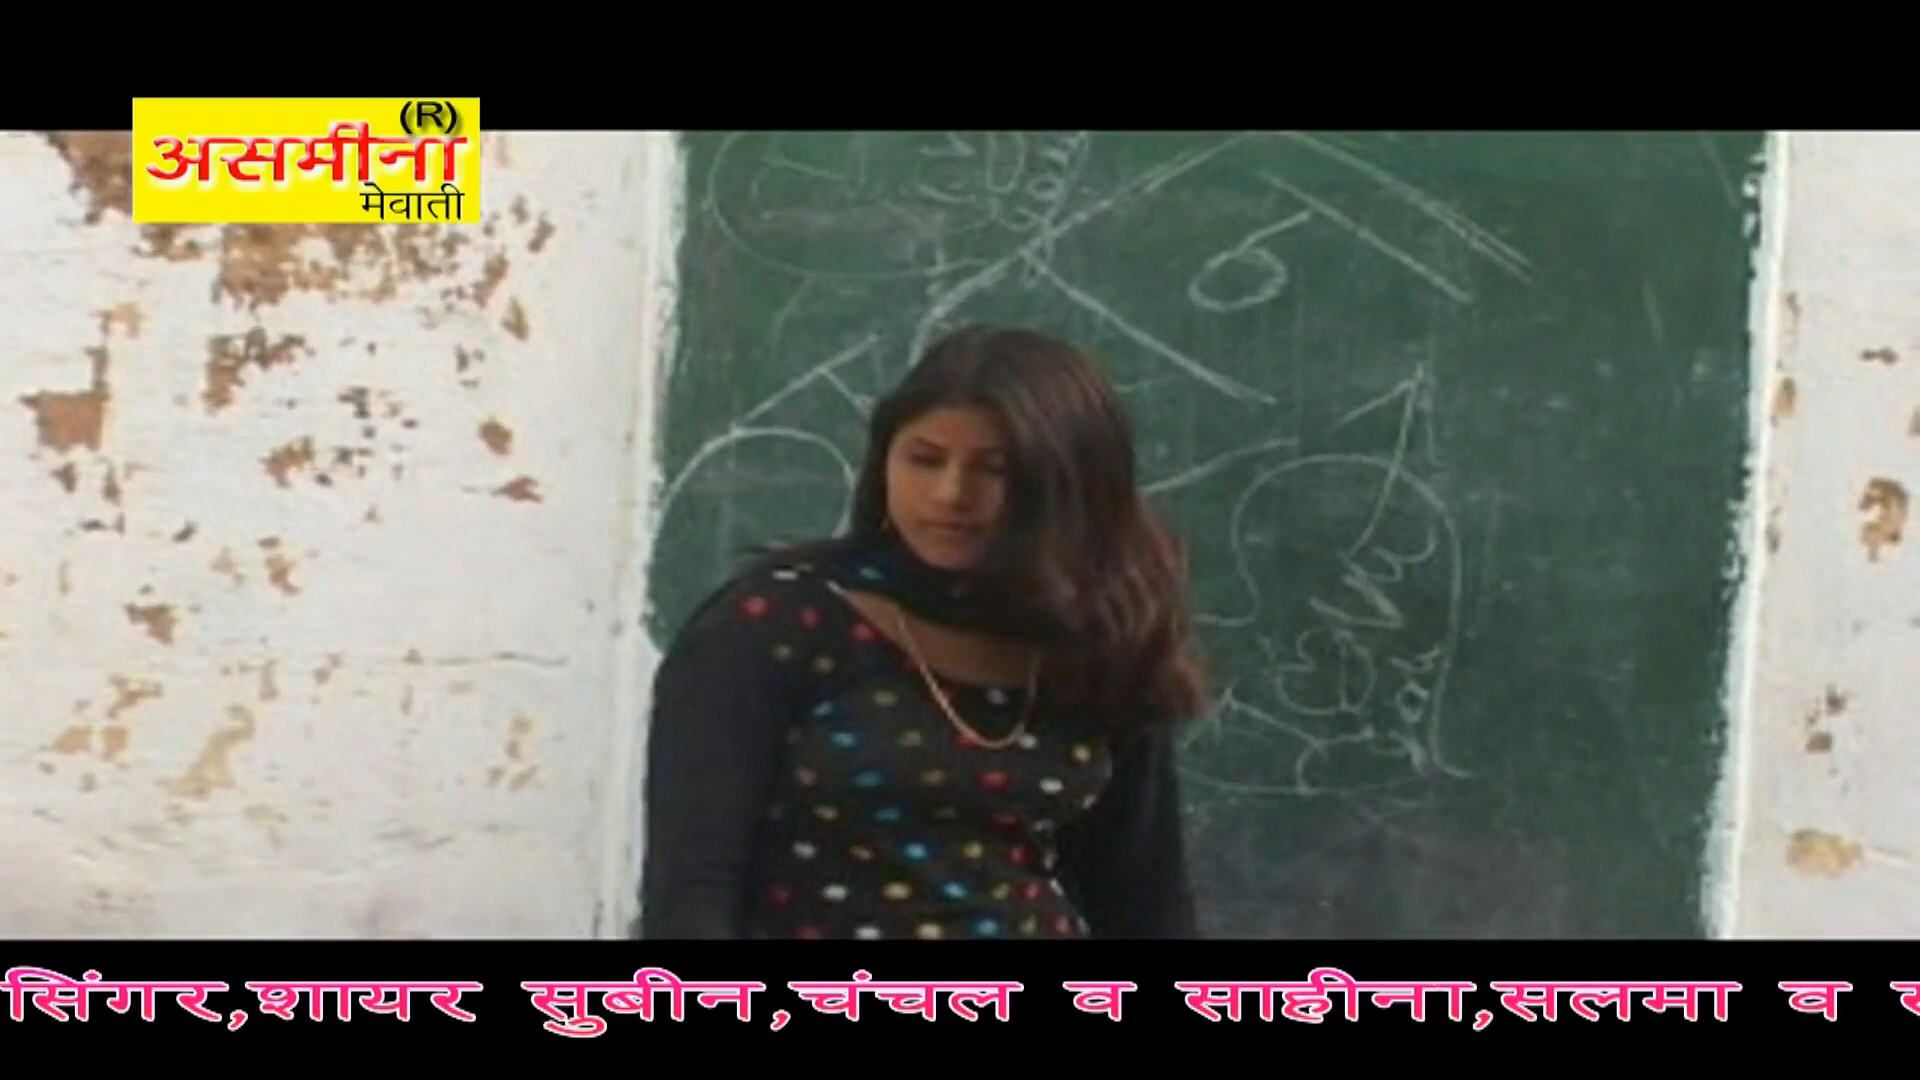 (R)
असमीना
मेवाती
सिंगर,शायर सुबीन,चंचल व साहीना,सलमा व